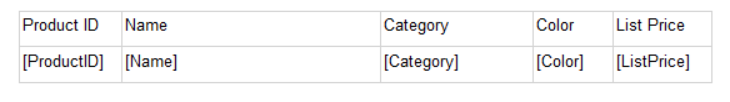 Product ID Name Category Color List Price
[ProductID] [Name] [Category] [Color] [ListPrice]